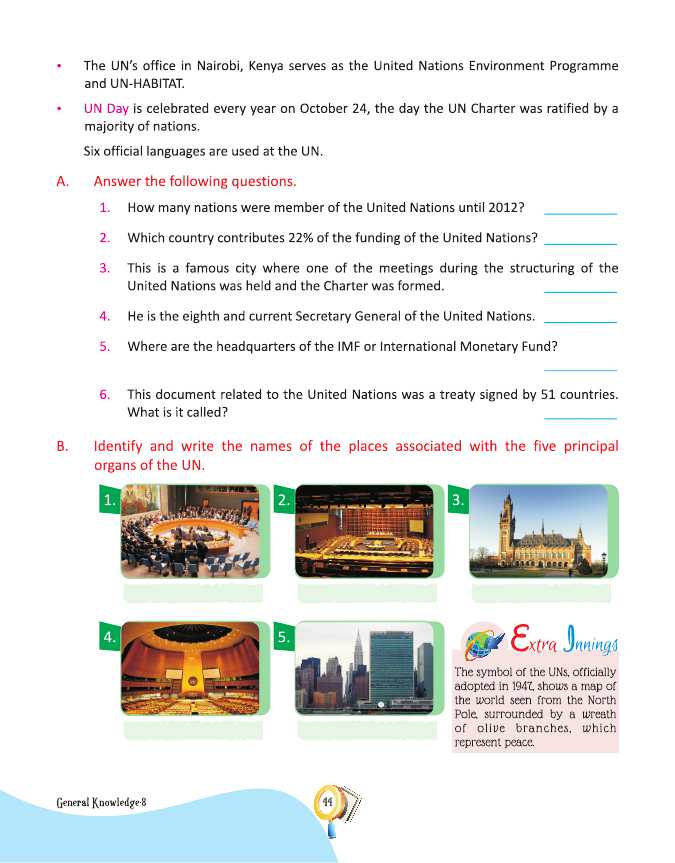 • The UN's office in Nairobi, Kenya serves as the United Nations Environment Programme
and UN-HABITAT.
• UN Day is celebrated every year on October 24, the day the UN Charter was ratified by a
majority of nations.
Six official languages are used at the UN.
A. Answer the following questions.
1. How many nations were member of the United Nations until 2012?
2. Which country contributes 22% of the funding of the United Nations?
3. This is a famous city where one of the meetings during the structuring of the
United Nations was held and the Charter was formed.
4. He is the eighth and current Secretary General of the United Nations.
5. Where are the headquarters of the IMF or International Monetary Fund?
6. This document related to the United Nations was a treaty signed by 51 countries.
What is it called?
B. Identify and write the names of the places associated with the five principal
organs of the UN.
1.
2.
3.
4.
5.
Extra Innings
The symbol of the UNs, officially
adopted in 1947, shows a map of
the world seen from the North
Pole, surrounded by a wreath
of olive branches, which
represent peace.
General Knowledge-8
44